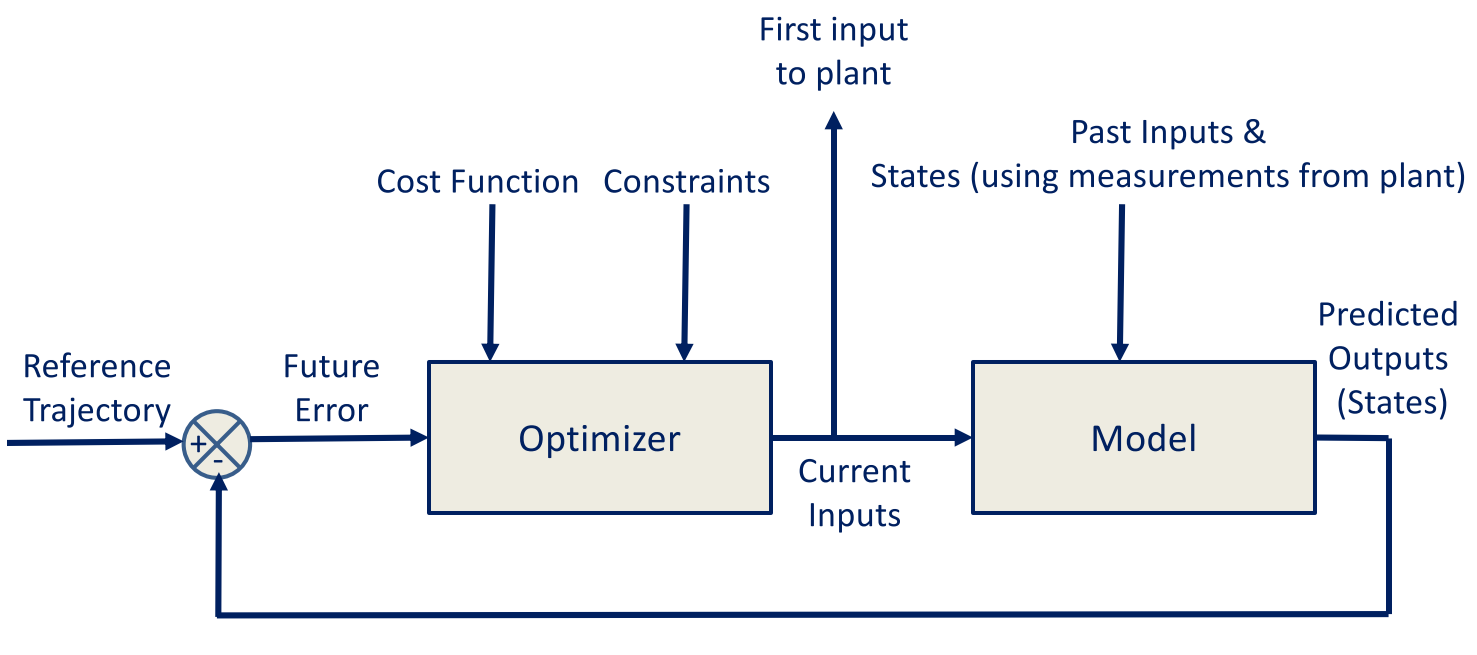 First input
to plant
Past Inputs &
States (using measurements from plant)
Cost Function
Constraints
Predicted
Outputs
(States)
Reference
Trajectory
Future
Error
+
-
Optimizer
Current
Inputs
Model